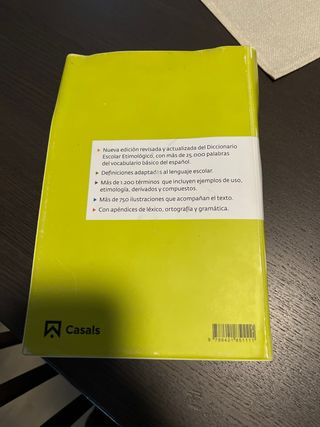 Nueva edición revisada y actualizada del Diccionario
Escolar Etimológico, con más de 25.000 palabras
del vocabulario básico del español.
Definiciones adaptadas al lenguaje escolar.
Más de 1.200 términos que incluyen ejemplos de uso,
etimología, derivados y compuestos.
Más de 750 ilustraciones que acompañan el texto.
Con apéndices de léxico, ortografía y gramática.
Casals